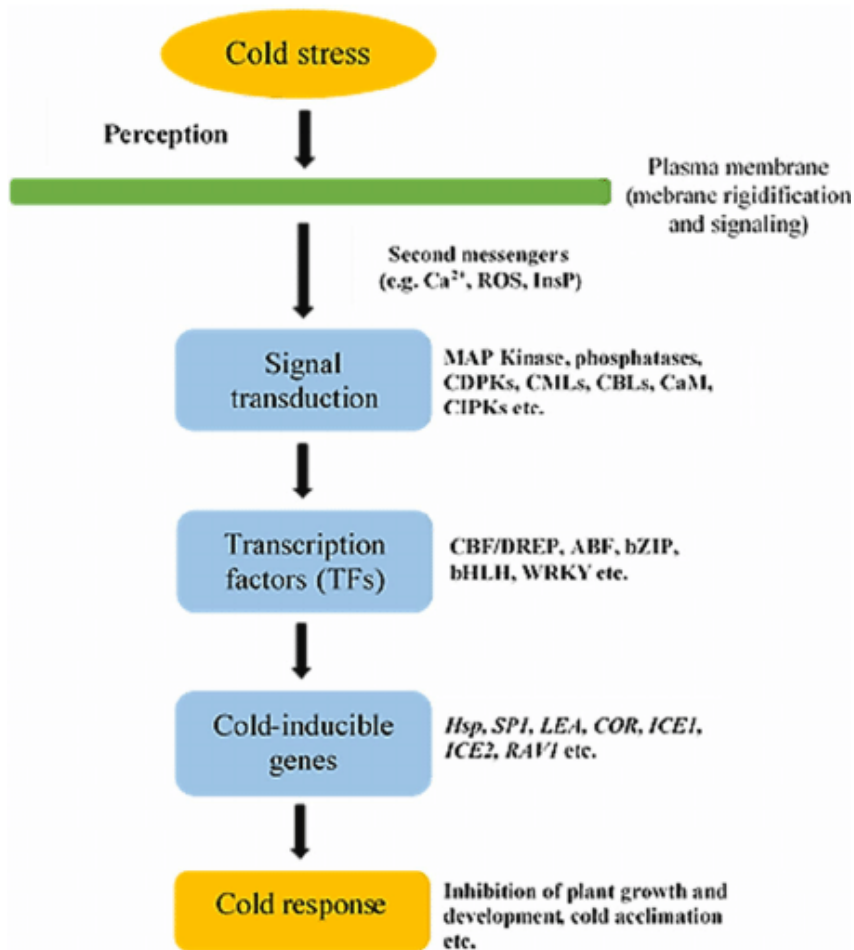 Cold stress
Perception
Plasma membrane
(mebrane rigidification
and signaling)
Second messengers
(e.g. Ca²⁺, ROS, InsP)
Signal
transduction
MAP Kinase, phosphatases,
CDPKs, CMLs, CBLs, CaM,
CIPKs etc.
Transcription
factors (TFs)
CBF/DREP, ABF, bZIP,
bHLH, WRKY etc.
Cold-inducible
genes
Hsp, SP1, LEA, COR, ICE1,
ICE2, RAV1 etc.
Cold response
Inhibition of plant growth and
development, cold acclimation
etc.